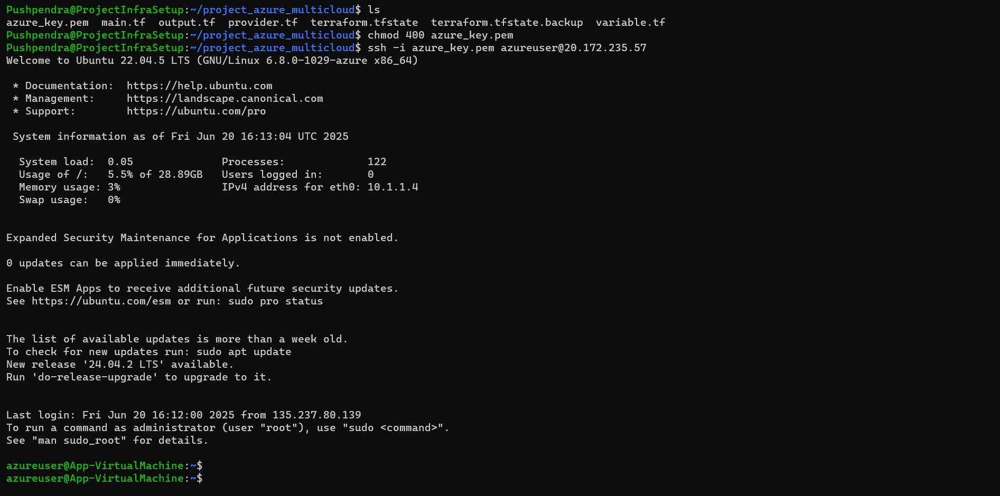 Pushpendra@ProjectInfraSetup:~/project_azure_multicloud$ ls
azure_key.pem  main.tf  output.tf  provider.tf  terraform.tfstate  terraform.tfstate.backup  variable.tf
Pushpendra@ProjectInfraSetup:~/project_azure_multicloud$ chmod 400 azure_key.pem
Pushpendra@ProjectInfraSetup:~/project_azure_multicloud$ ssh -i azure_key.pem azureuser@20.172.235.57
Welcome to Ubuntu 22.04.5 LTS (GNU/Linux 6.8.0-1029-azure x86_64)

 * Documentation:  https://help.ubuntu.com
 * Management:     https://landscape.canonical.com
 * Support:        https://ubuntu.com/pro

 System information as of Fri Jun 20 16:13:04 UTC 2025

  System load:  0.05              Processes:             122
  Usage of /:   5.5% of 28.89GB   Users logged in:       0
  Memory usage: 3%                IPv4 address for eth0: 10.1.1.4
  Swap usage:   0%

Expanded Security Maintenance for Applications is not enabled.

0 updates can be applied immediately.

Enable ESM Apps to receive additional future security updates.
See https://ubuntu.com/esm or run: sudo pro status

The list of available updates is more than a week old.
To check for new updates run: sudo apt update
New release '24.04.2 LTS' available.
Run 'do-release-upgrade' to upgrade to it.

Last login: Fri Jun 20 16:12:00 2025 from 135.237.80.139
To run a command as administrator (user "root"), use "sudo <command>".
See "man sudo_root" for details.

azureuser@App-VirtualMachine:~$
azureuser@App-VirtualMachine:~$